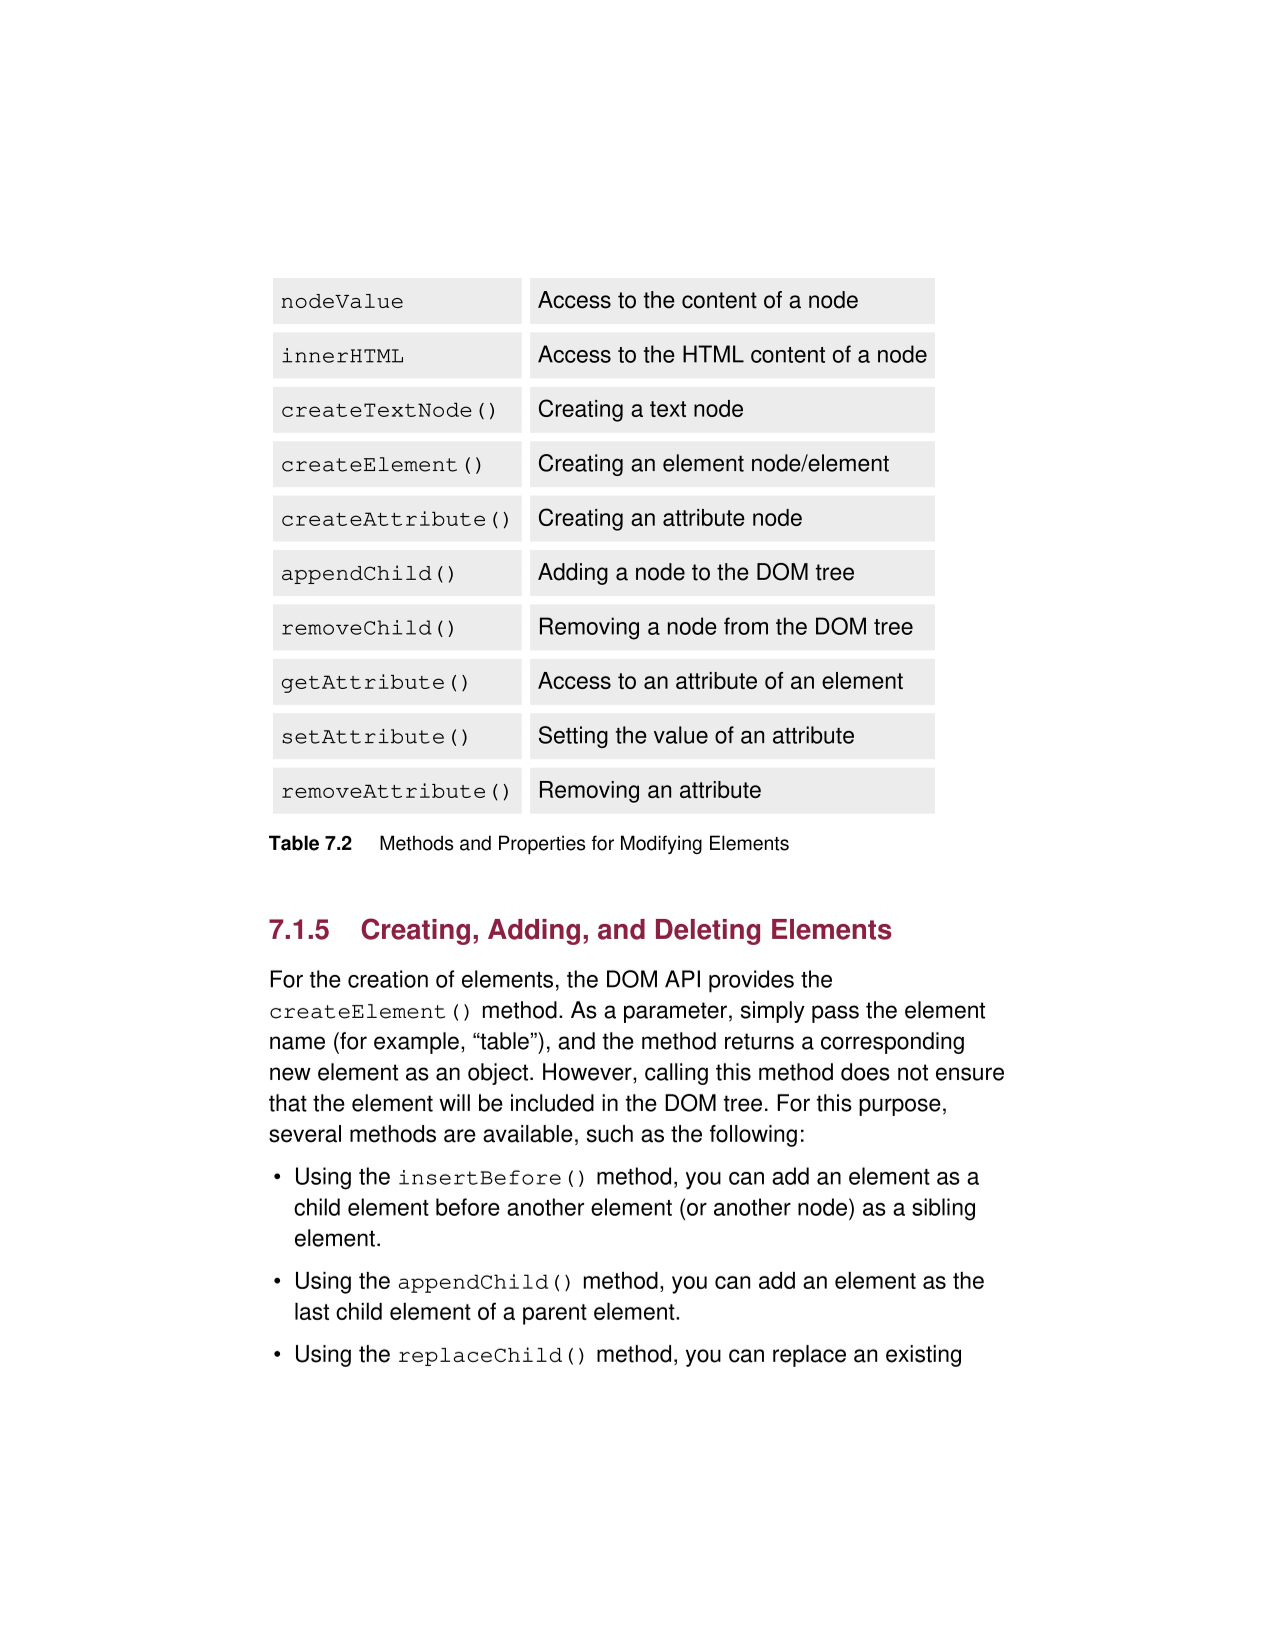 nodeValue Access to the content of a node
innerHTML Access to the HTML content of a node
createTextNode() Creating a text node
createElement() Creating an element node/element
createAttribute() Creating an attribute node
appendChild() Adding a node to the DOM tree
removeChild() Removing a node from the DOM tree
getAttribute() Access to an attribute of an element
setAttribute() Setting the value of an attribute
removeAttribute() Removing an attribute
Table 7.2 Methods and Properties for Modifying Elements
7.1.5 Creating, Adding, and Deleting Elements
For the creation of elements, the DOM API provides the
createElement() method. As a parameter, simply pass the element
name (for example, “table”), and the method returns a corresponding
new element as an object. However, calling this method does not ensure
that the element will be included in the DOM tree. For this purpose,
several methods are available, such as the following:
• Using the insertBefore() method, you can add an element as a
child element before another element (or another node) as a sibling
element.
• Using the appendChild() method, you can add an element as the
last child element of a parent element.
• Using the replaceChild() method, you can replace an existing